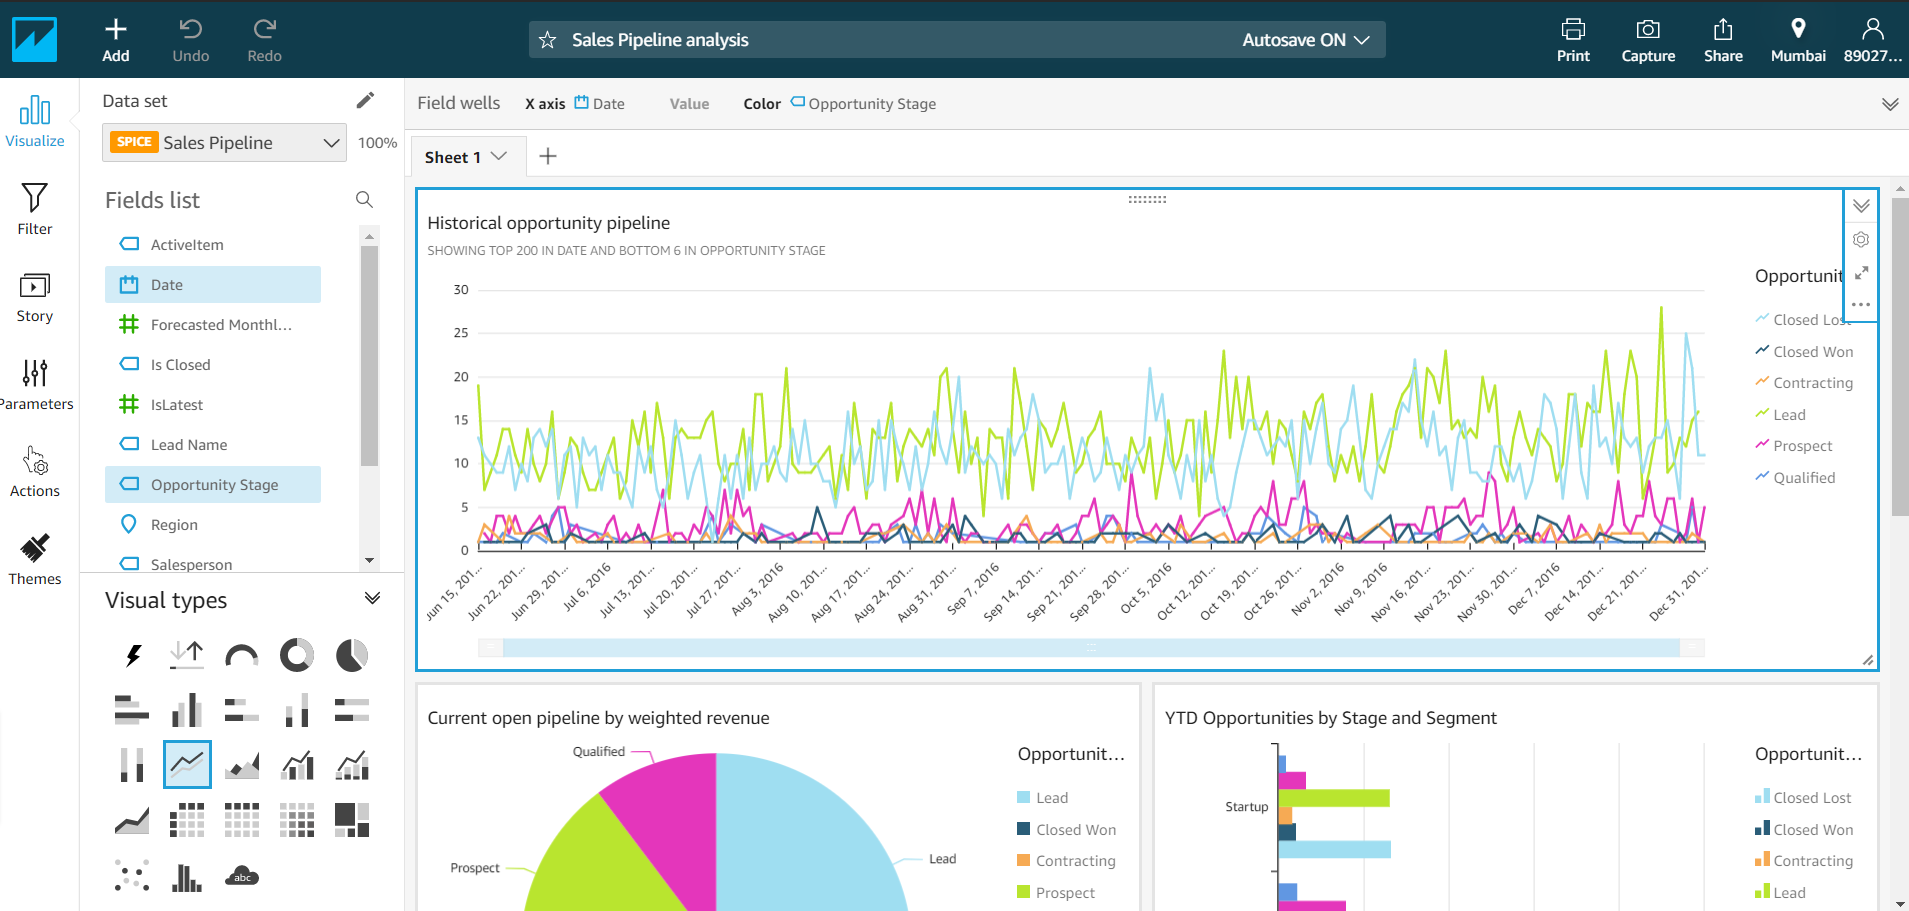 Add
Undo
Redo
Sales Pipeline analysis
Autosave ON
Print
Capture
Share
Mumbai
89027...
Visualize
Filter
Story
Parameters
Actions
Themes
Data set
SPICE Sales Pipeline
100%
Fields list
ActiveItem
Date
Forecasted Monthl...
Is Closed
IsLatest
Lead Name
Opportunity Stage
Region
Salesperson
Visual types
abc
Field wells X axis Date Value Color Opportunity Stage
Sheet 1
Historical opportunity pipeline
SHOWING TOP 200 IN DATE AND BOTTOM 6 IN OPPORTUNITY STAGE
30
25
20
15
10
5
0
Jun 15, 201...
Jun 22, 201...
Jun 29, 201...
Jul 6, 2016
Jul 13, 201...
Jul 20, 201...
Jul 27, 201...
Aug 3, 2016
Aug 10, 201...
Aug 17, 201...
Aug 24, 201...
Aug 31, 201...
Sep 7, 2016
Sep 14, 201...
Sep 21, 201...
Sep 28, 201...
Oct 5, 2016
Oct 12, 201...
Oct 19, 201...
Oct 26, 201...
Nov 2, 2016
Nov 9, 2016
Nov 16, 201...
Nov 23, 201...
Nov 30, 201...
Dec 7, 2016
Dec 14, 201...
Dec 21, 201...
Dec 31, 201...
Opportunit
Closed Lost
Closed Won
Contracting
Lead
Prospect
Qualified
Current open pipeline by weighted revenue
Qualified
Prospect
Lead
Opportunit...
Lead
Closed Won
Contracting
Prospect
YTD Opportunities by Stage and Segment
Startup
Opportunit...
Closed Lost
Closed Won
Contracting
Lead